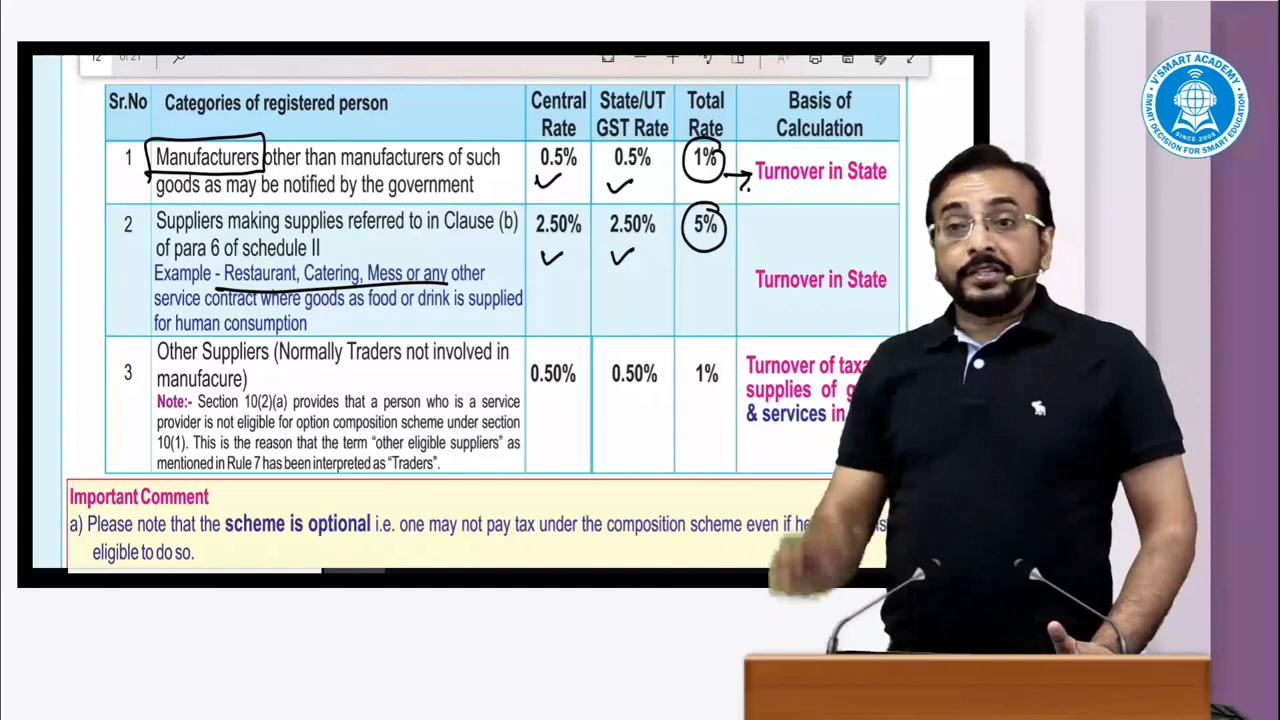 12 of 21
Sr.No Categories of registered person Central Rate State/UT GST Rate Total Rate Basis of Calculation
1 Manufacturers other than manufacturers of such goods as may be notified by the government 0.5% 0.5% 1% Turnover in State
2 Suppliers making supplies referred to in Clause (b) of para 6 of schedule II 2.50% 2.50% 5%
Example - Restaurant, Catering, Mess or any other
service contract where goods as food or drink is supplied
for human consumption
Turnover in State
3 Other Suppliers (Normally Traders not involved in
manufacure) 0.50% 0.50% 1%
Note:- Section 10(2)(a) provides that a person who is a service
provider is not eligible for option composition scheme under section
10(1). This is the reason that the term "other eligible suppliers" as
mentioned in Rule 7 has been interpreted as "Traders".
Turnover of
supplies of
& services in
Important Comment
a) Please note that the scheme is optional i.e. one may not pay tax under the composition scheme even if he
eligible to do so.
V'SMART ACADEMY
SMART DECISION FOR SMART EDUCATION
SINCE-2005